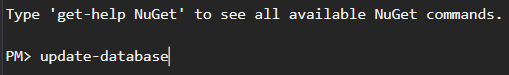 Type 'get-help NuGet' to see all available NuGet commands.
PM> update-database